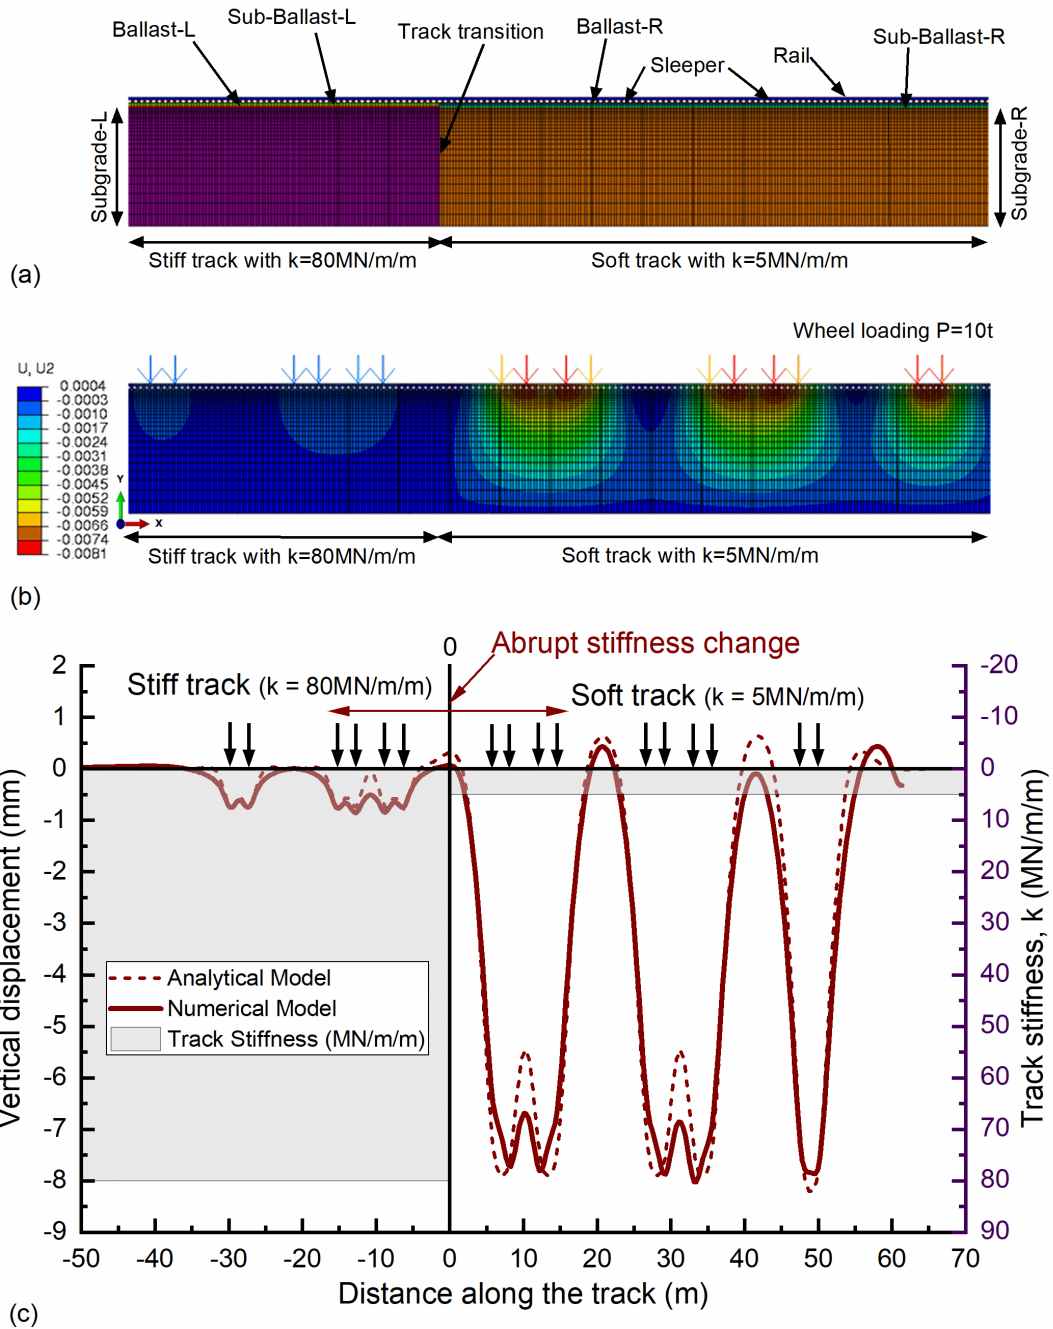 Sub-Ballast-L
Ballast-L
Track transition
Ballast-R
Sub-Ballast-R
Sleeper
Rail
Subgrade-L
Subgrade-R
Stiff track with k=80MN/m/m
Soft track with k=5MN/m/m
(a)
Wheel loading P=10t
U, U2
0.0004
-0.0003
-0.0010
-0.0017
-0.0024
-0.0031
-0.0038
-0.0045
-0.0052
-0.0059
-0.0066
-0.0074
-0.0081
Y
X
Stiff track with k=80MN/m/m
Soft track with k=5MN/m/m
(b)
0
Abrupt stiffness change
Stiff track (k = 80MN/m/m)
Soft track (k = 5MN/m/m)
2
1
0
-1
-2
-3
-4
-5
-6
-7
-8
-9
Vertical displacement (mm)
-20
-10
0
10
20
30
40
50
60
70
80
90
Track stiffness, k (MN/m/m)
Analytical Model
Numerical Model
Track Stiffness (MN/m/m)
-50
-40
-30
-20
-10
0
10
20
30
40
50
60
70
Distance along the track (m)
(c)